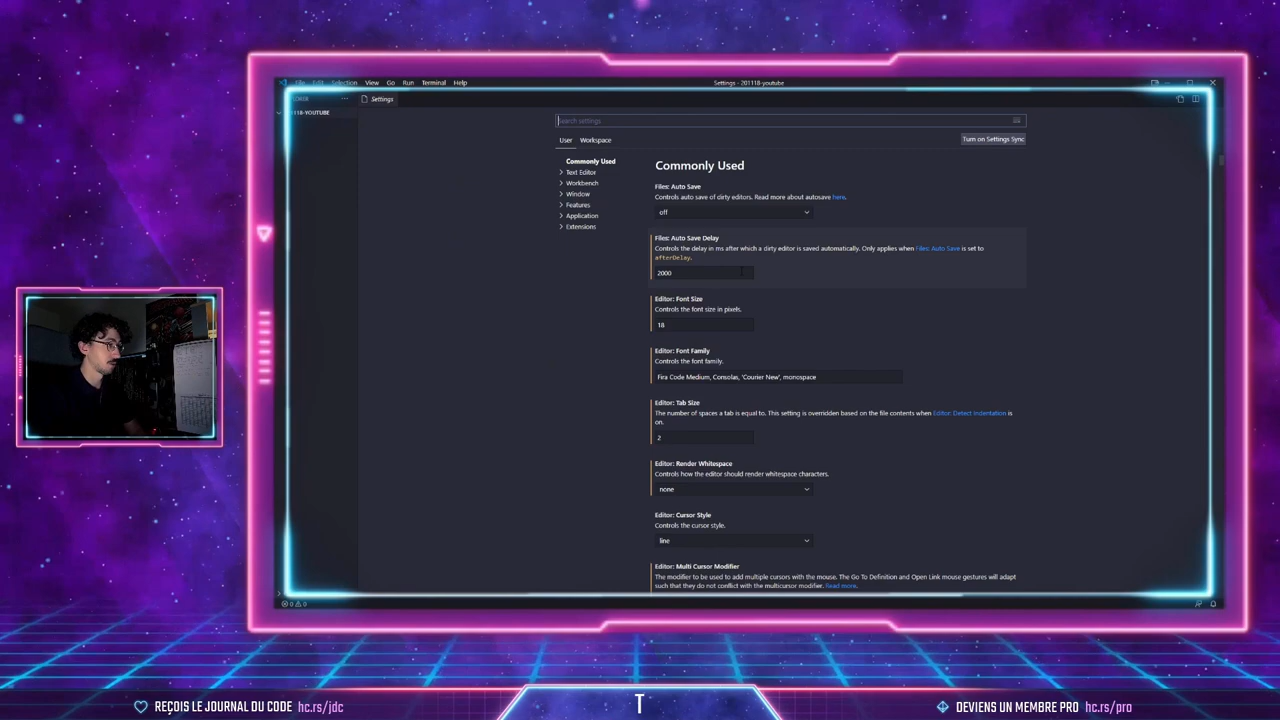 File Edit Selection View Go Run Terminal Help
Settings - 201118-youtube
Settings
118-YOUTUBE
Search settings
User Workspace
Turn on Settings Sync
Commonly Used
Text Editor
Workbench
Window
Features
Application
Extensions
Commonly Used
Files: Auto Save
Controls auto save of dirty editors. Read more about autosave here.
off
Files: Auto Save Delay
Controls the delay in ms after which a dirty editor is saved automatically. Only applies when Files: Auto Save is set to
afterDelay.
2000
Editor: Font Size
Controls the font size in pixels.
18
Editor: Font Family
Controls the font family.
Fira Code Medium, Consolas, 'Courier New', monospace
Editor: Tab Size
The number of spaces a tab is equal to. This setting is overridden based on the file contents when Editor: Detect Indentation is
on.
2
Editor: Render Whitespace
Controls how the editor should render whitespace characters.
none
Editor: Cursor Style
Controls the cursor style.
line
Editor: Multi Cursor Modifier
The modifier to be used to add multiple cursors with the mouse. The Go To Definition and Open Link mouse gestures will adapt
such that they do not conflict with the multicursor modifier. Read more.
0 0
REÇOIS LE JOURNAL DU CODE hc.rs/jdc
T
DEVIENS UN MEMBRE PRO hc.rs/pro